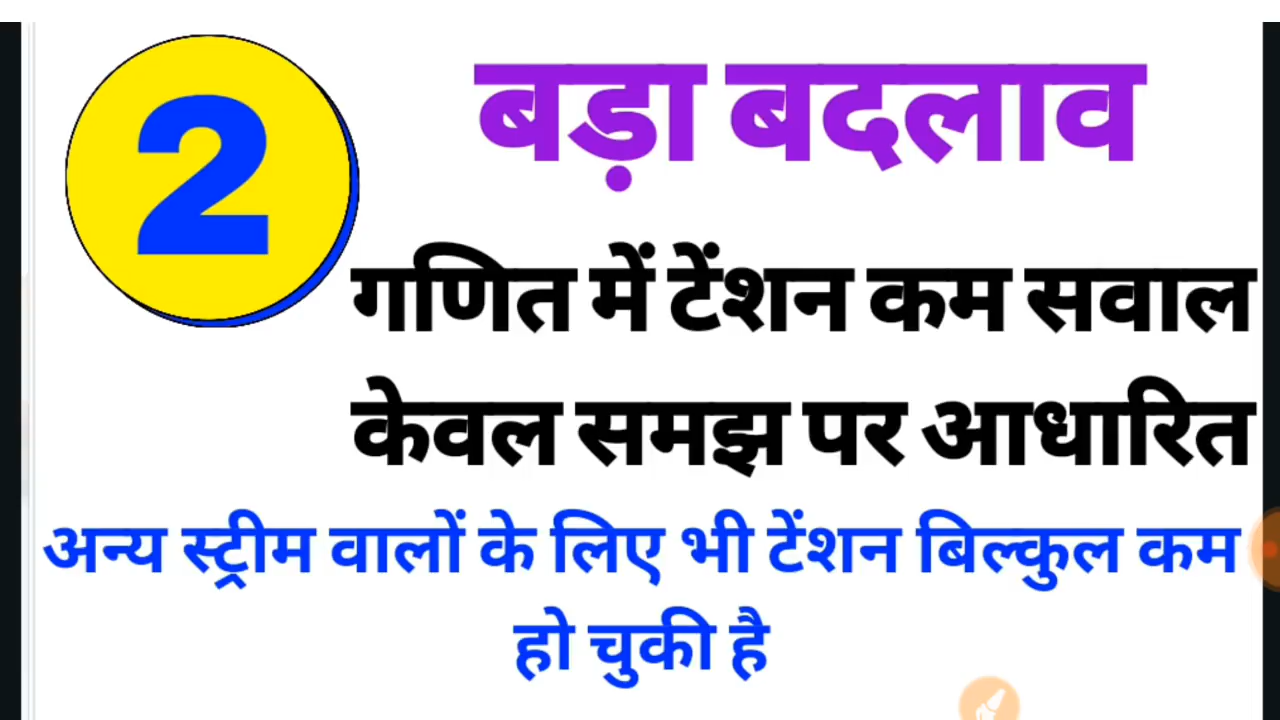 2
बड़ा बदलाव
गणित में टेंशन कम सवाल
केवल समझ पर आधारित
अन्य स्ट्रीम वालों के लिए भी टेंशन बिल्कुल कम
हो चुकी है